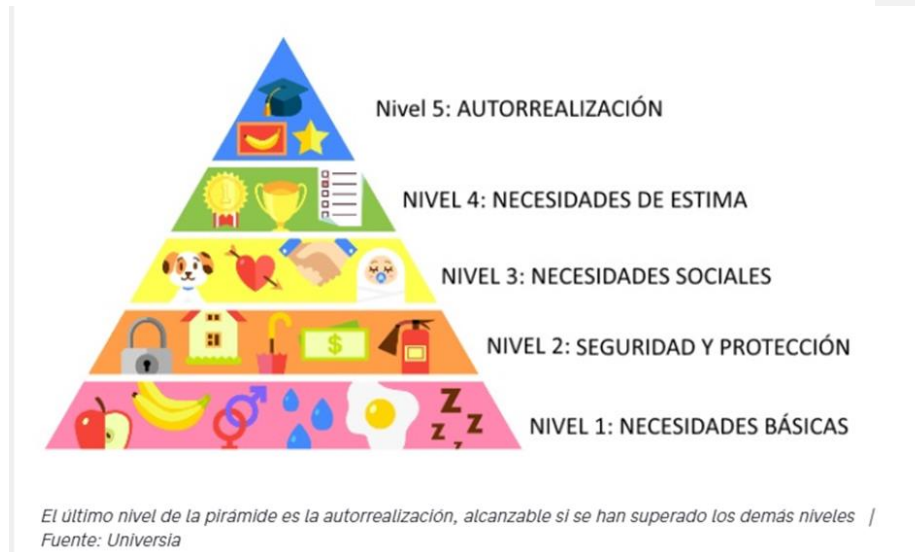 Nivel 5: AUTORREALIZACIÓN
1
NIVEL 4: NECESIDADES DE ESTIMA
NIVEL 3: NECESIDADES SOCIALES
$
NIVEL 2: SEGURIDAD Y PROTECCIÓN
Z
Z Z
z
NIVEL 1: NECESIDADES BÁSICAS
El último nivel de la pirámide es la autorrealización, alcanzable si se han superado los demás niveles |
Fuente: Universia